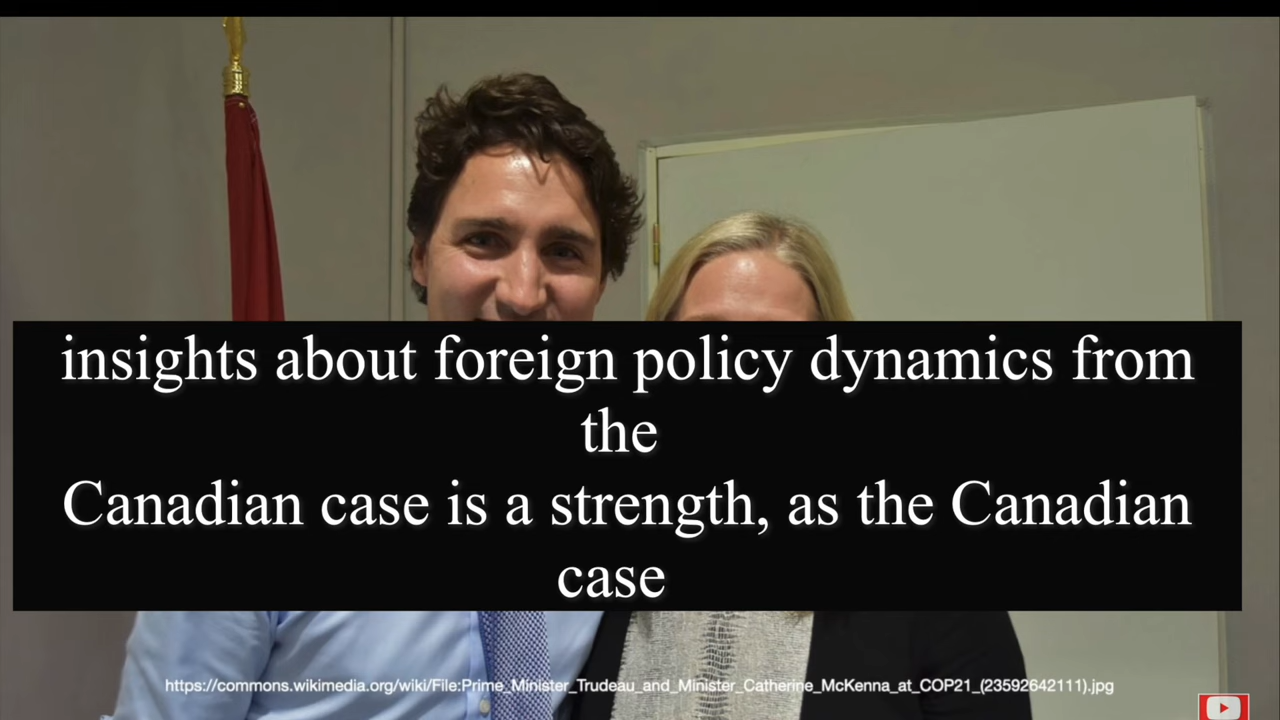 insights about foreign policy dynamics from
the
Canadian case is a strength, as the Canadian
case
https://commons.wikimedia.org/wiki/File:Prime_Minister_Trudeau_and_Minister_Catherine_McKenna_at_COP21_(23592642111).jpg